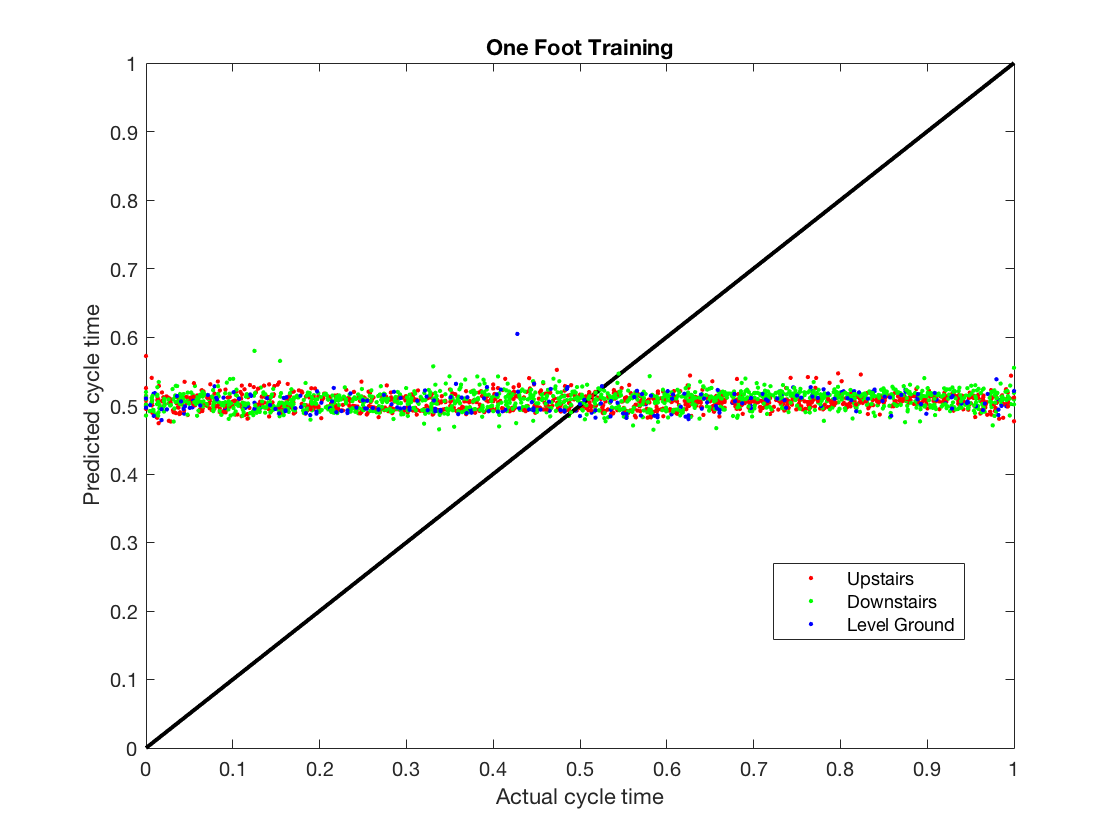 One Foot Training
1
0.9
0.8
0.7
0.6
0.5
0.4
0.3
0.2
0.1
0
Predicted cycle time
Upstairs
Downstairs
Level Ground
0 0.1 0.2 0.3 0.4 0.5 0.6 0.7 0.8 0.9 1
Actual cycle time